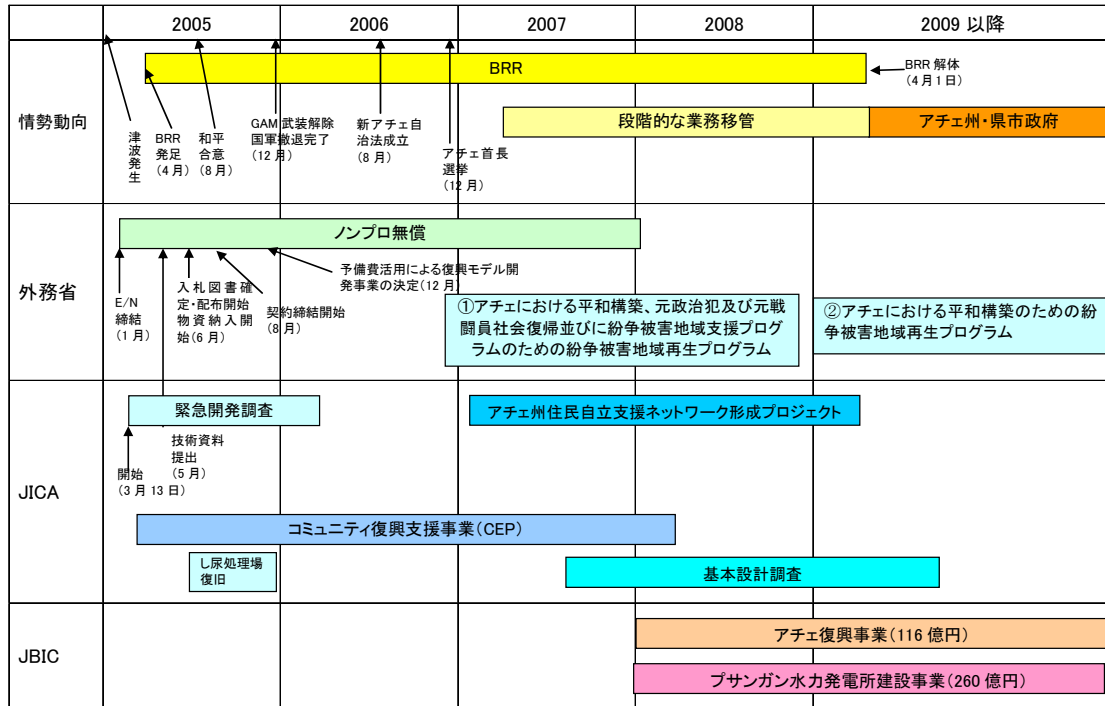 2005
2006
2007
2008
2009 以降
情勢動向
BRR
BRR 解体
(4月1日)
段階的な業務移管
アチェ州・県市政府
津波発生
BRR
発足
(4月)
和平
合意
(8月)
GAM 武装解除
国軍撤退完了
(12月)
新アチェ自
治法成立
(8月)
アチェ首長
選挙
(12月)
外務省
ノンプロ無償
E/N
締結
(1月)
入札図書確
定・配布開始
物資納入開
始(6月)
契約締結開始
(8月)
予備費活用による復興モデル開
発事業の決定(12月)
①アチェにおける平和構築、元政治犯及び元戦
闘員社会復帰並びに紛争被害地域支援プログ
ラムのための紛争被害地域再生プログラム
②アチェにおける平和構築のための紛
争被害地域再生プログラム
JICA
緊急開発調査
アチェ州住民自立支援ネットワーク形成プロジェクト
開始
(3月13日)
技術資料
提出
(5月)
コミュニティ復興支援事業(CEP)
し尿処理場
復旧
基本設計調査
JBIC
アチェ復興事業(116億円)
プサンガン水力発電所建設事業(260億円)